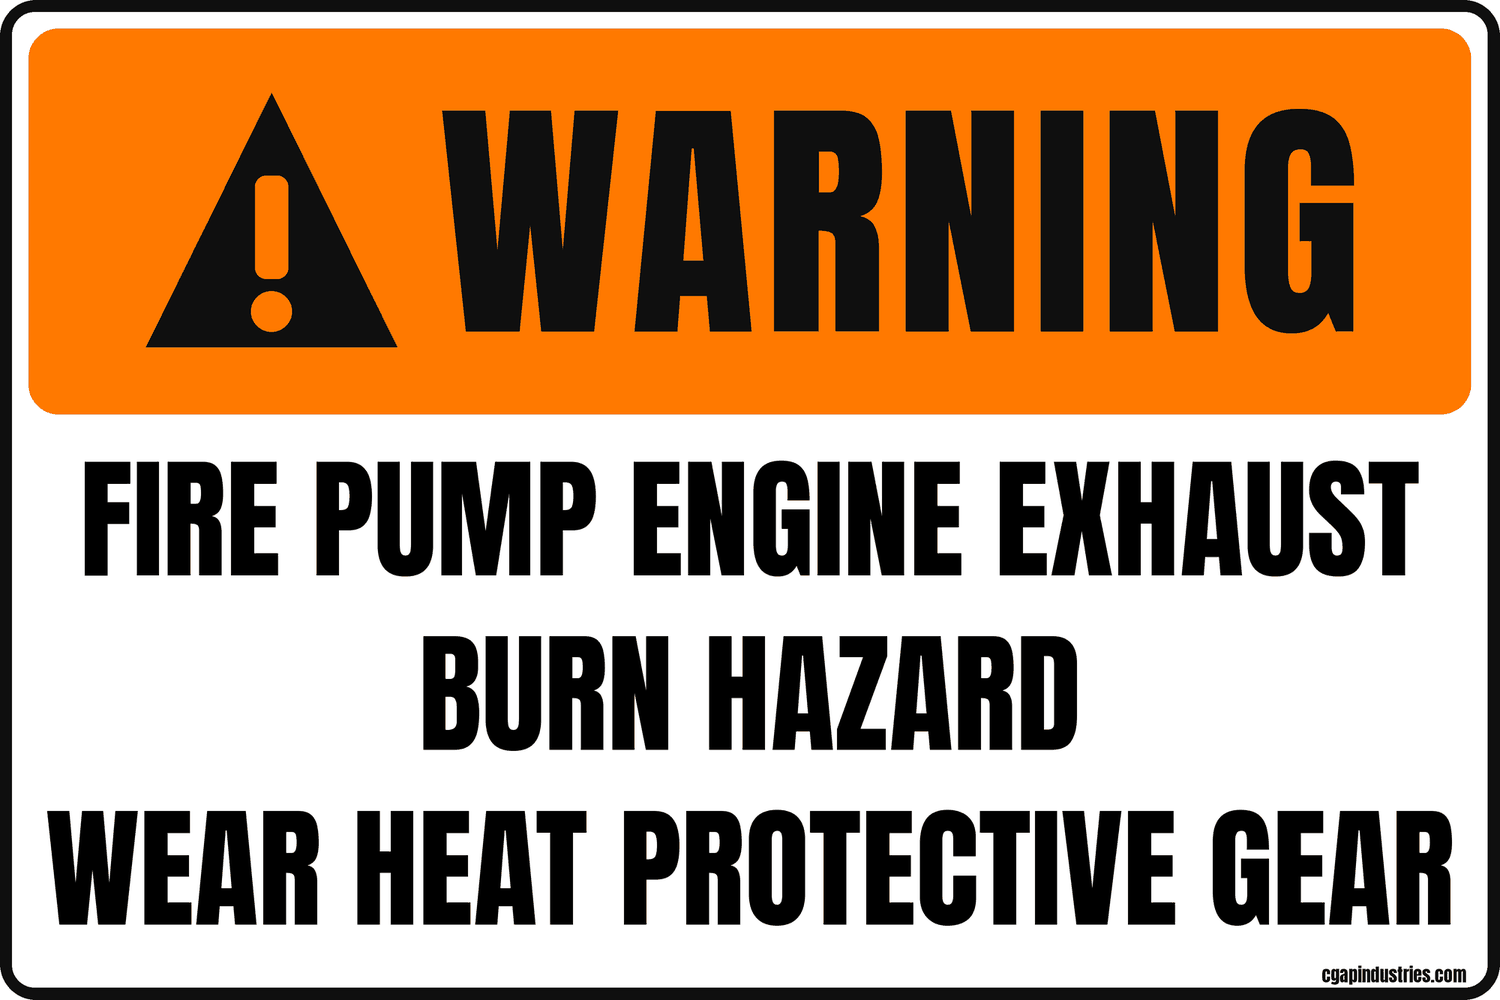 WARNING
FIRE PUMP ENGINE EXHAUST
BURN HAZARD
WEAR HEAT PROTECTIVE GEAR
cgapindustries.com